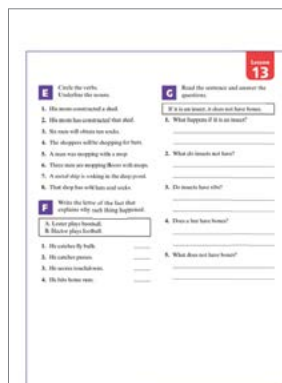 Lesson
13
E
Circle the verbs.
Underline the nouns.
1. His mom constructed a shed.
2. His mom has constructed that shed.
3. Six men will obtain ten socks.
4. The shoppers will be shopping for hats.
5. A man was mopping with a mop.
6. Three men are mopping floors with mops.
7. A metal ship is sinking in the deep pond.
8. That shop has sold hats and socks.
F
Write the letter of the fact that
explains why each thing happened.
A. Lester plays baseball.
B. Hector plays football.
1. He catches fly balls.
2. He catches passes.
3. He scores touchdowns.
4. He hits home runs.
G
Read the sentence and answer the
questions.
If it is an insect, it does not have bones.
1. What happens if it is an insect?
2. What do insects not have?
3. Do insects have ribs?
4. Does a bee have bones?
5. What does not have bones?